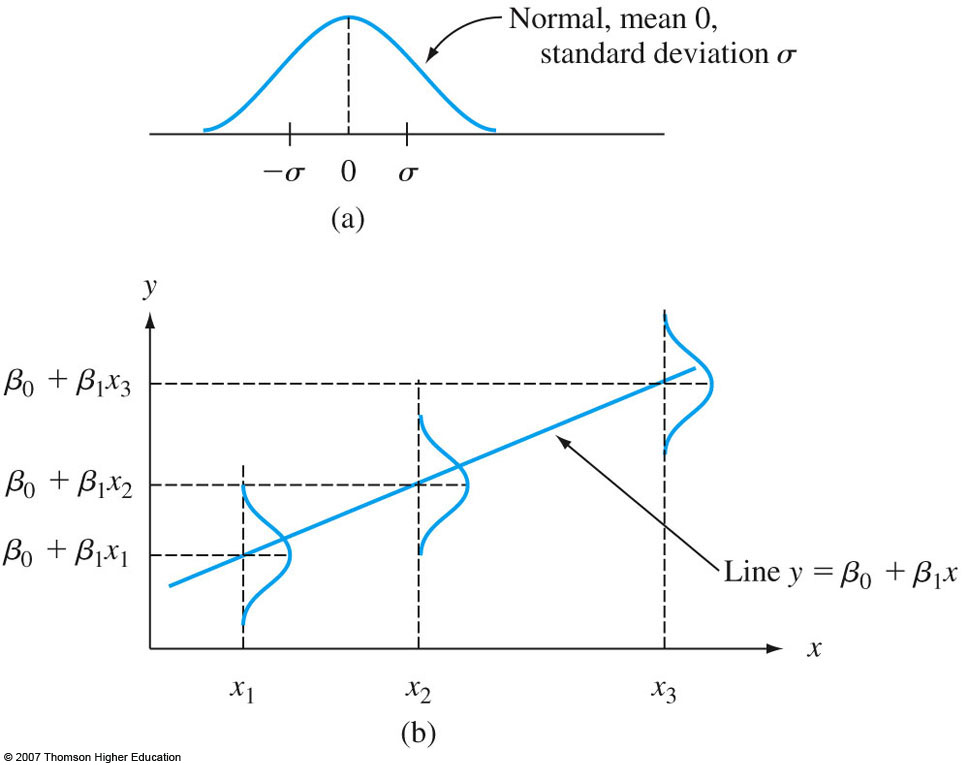 Normal, mean 0,
standard deviation σ
−σ 0 σ
(a)
y
β₀ + β₁x₃
β₀ + β₁x₂
β₀ + β₁x₁
Line y = β₀ + β₁x
x
x₁ x₂ x₃
(b)
© 2007 Thomson Higher Education